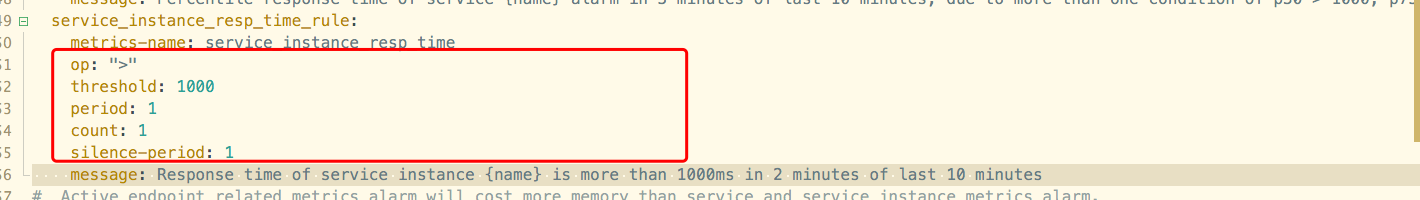 message: Percentile response time of service {name} alarm in 3 minutes of last 10 minutes, due to more than one condition of p50 > 1000,
49 service_instance_resp_time_rule:
metrics-name: service_instance_resp_time
op: ">"
threshold: 1000
period: 1
count: 1
silence-period: 1
message: Response time of service instance {name} is more than 1000ms in 2 minutes of last 10 minutes
# Active endpoint related metrics alarm will cost more memory than service and service instance metrics alarm.